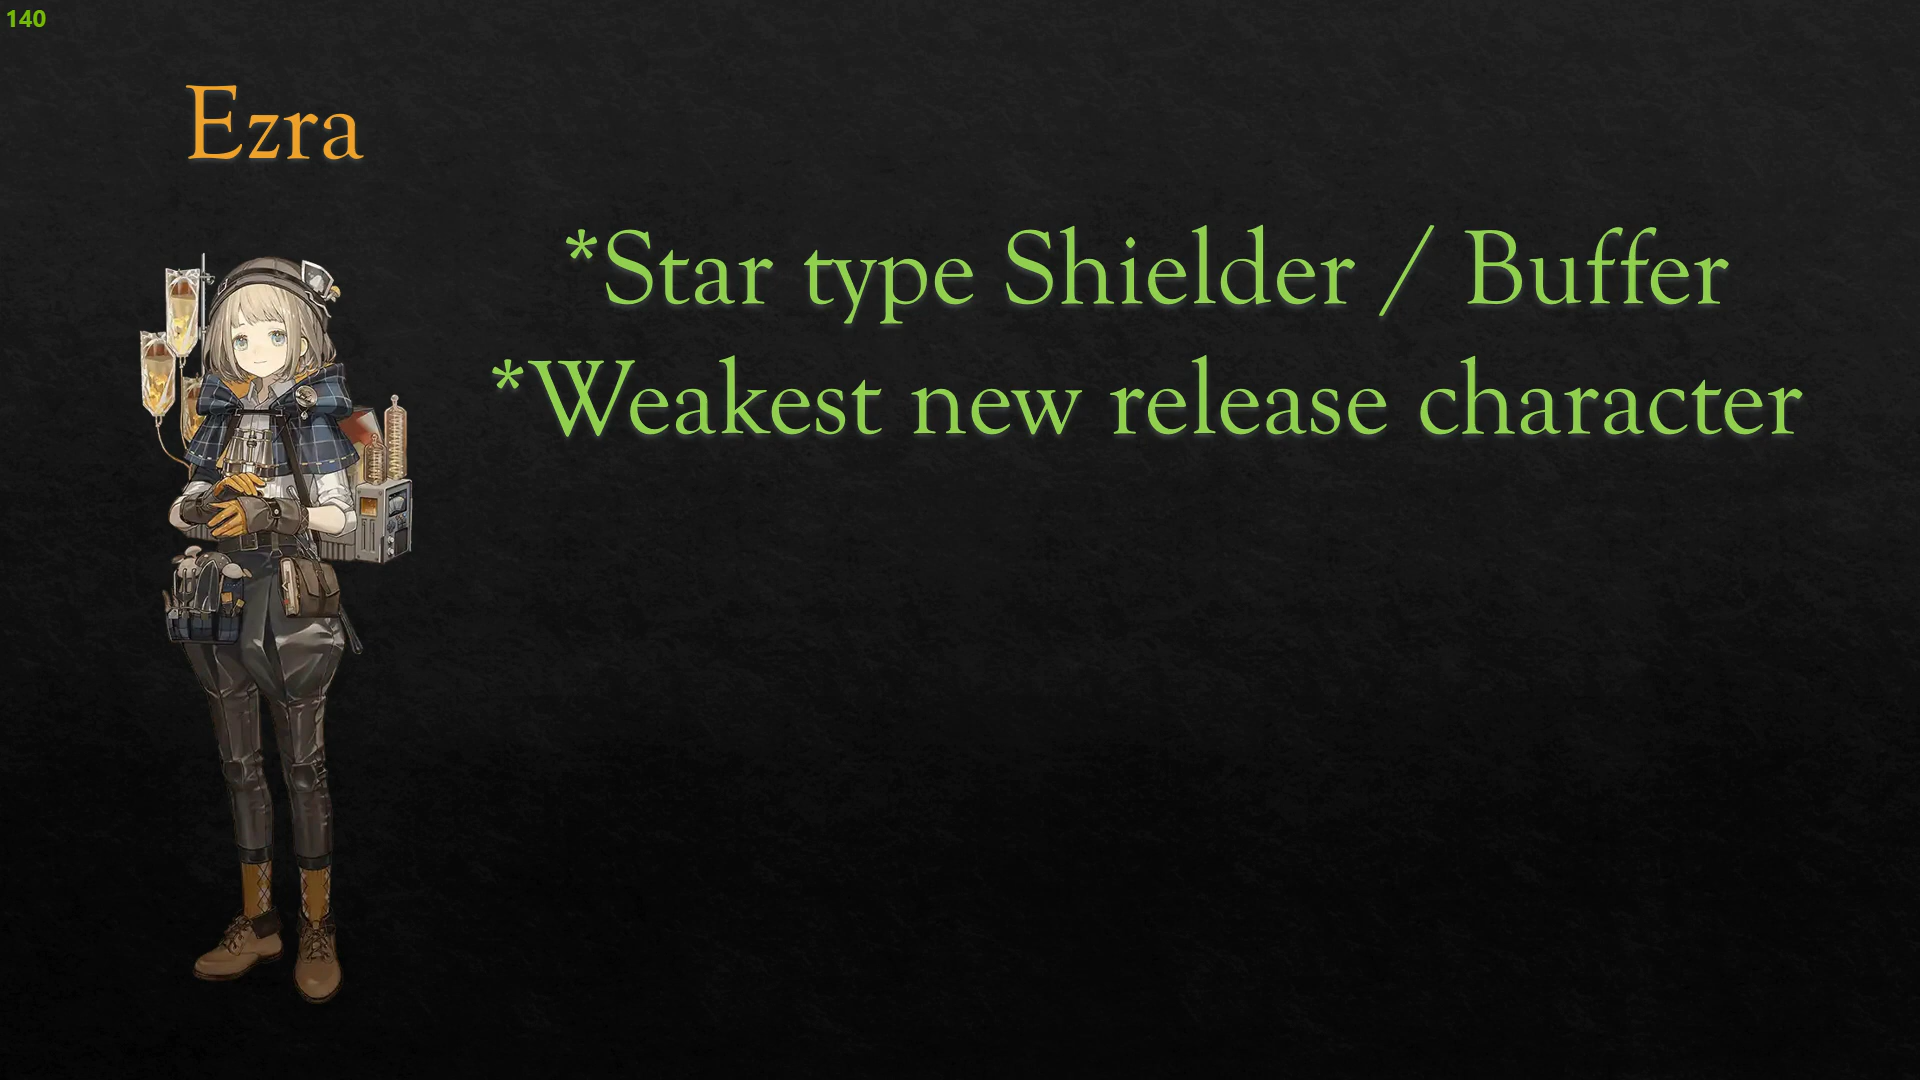 140
Ezra
*Star type Shielder / Buffer
*Weakest new release character